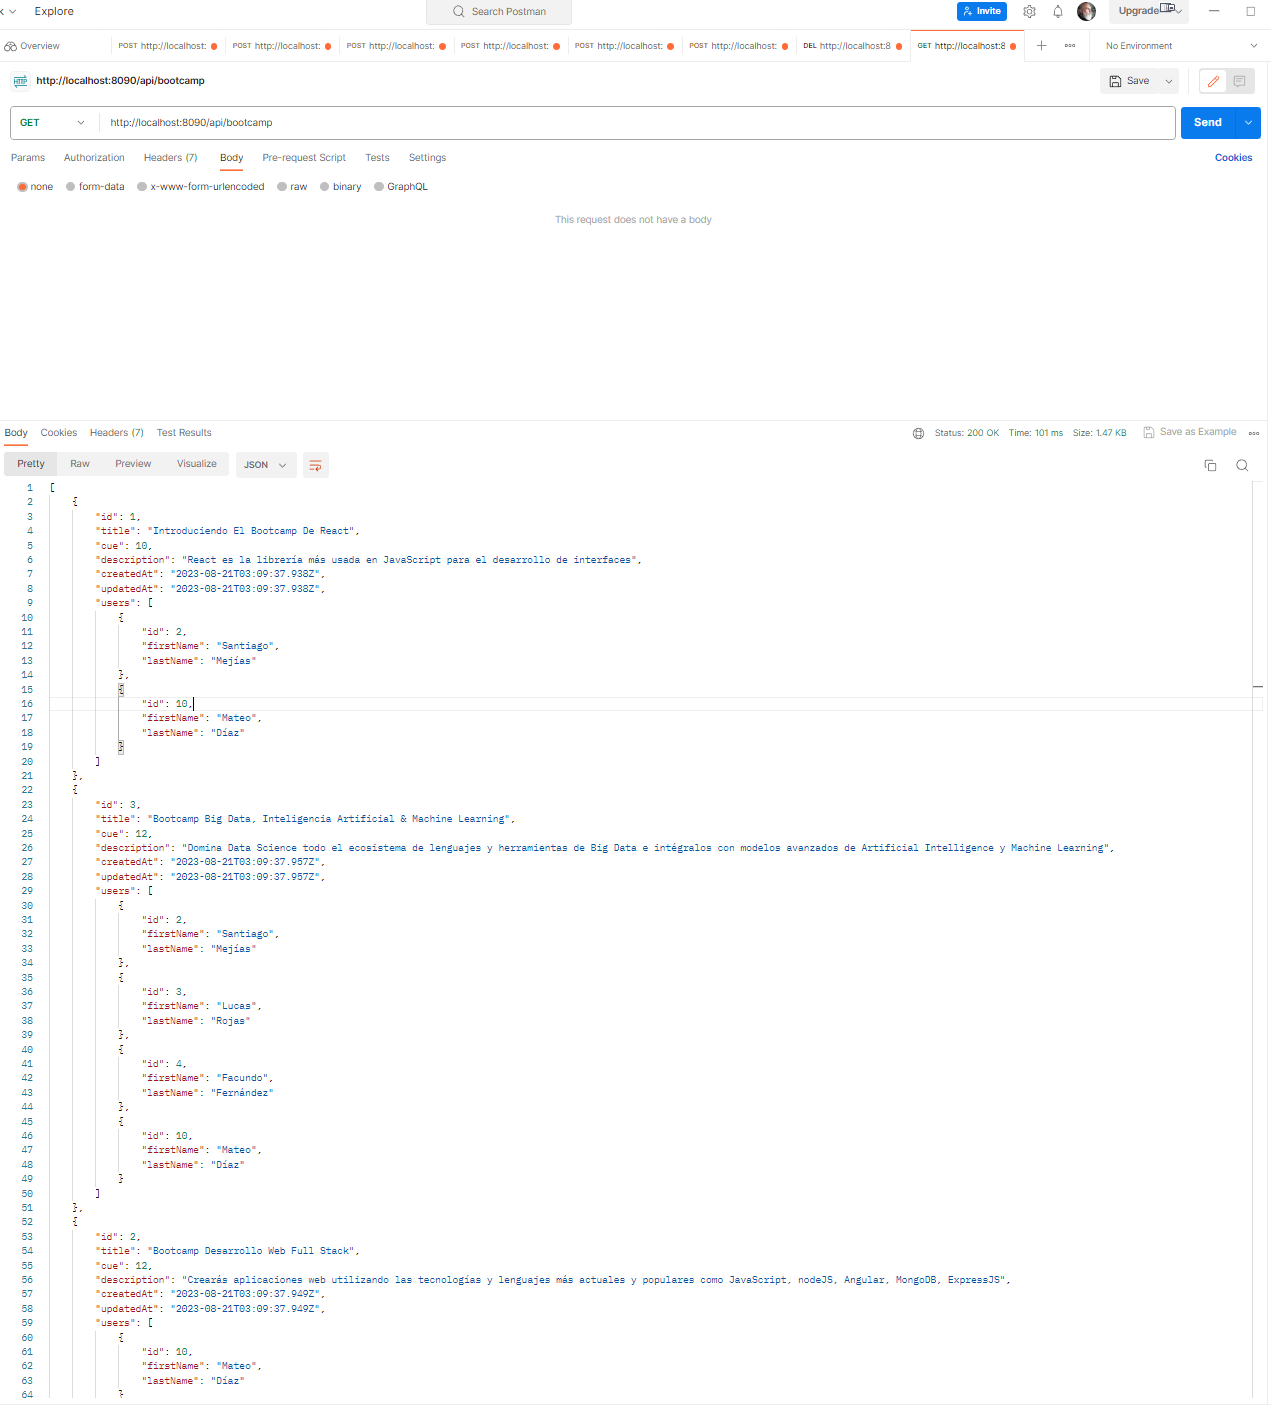 Explore
Search Postman
Invite
Upgrade
Overview
POST http://localhost:
POST http://localhost:
POST http://localhost:
POST http://localhost:
POST http://localhost:
POST http://localhost:
DEL http://localhost:8
GET http://localhost:8
No Environment
HTTP http://localhost:8090/api/bootcamp
Save
GET http://localhost:8090/api/bootcamp
Send
Params Authorization Headers (7) Body Pre-request Script Tests Settings Cookies
none form-data x-www-form-urlencoded raw binary GraphQL
This request does not have a body
Body Cookies Headers (7) Test Results Status: 200 OK Time: 101 ms Size: 1.47 KB Save as Example
Pretty Raw Preview Visualize JSON
1 [
2 {
3 "id": 1,
4 "title": "Introduciendo El Bootcamp De React",
5 "cue": 10,
6 "description": "React es la librería más usada en JavaScript para el desarrollo de interfaces",
7 "createdAt": "2023-08-21T03:09:37.938Z",
8 "updatedAt": "2023-08-21T03:09:37.938Z",
9 "users": [
10 {
11 "id": 2,
12 "firstName": "Santiago",
13 "lastName": "Mejías"
14 },
15 {
16 "id": 10,
17 "firstName": "Mateo",
18 "lastName": "Díaz"
19 }
20 ]
21 },
22 {
23 "id": 3,
24 "title": "Bootcamp Big Data, Inteligencia Artificial & Machine Learning",
25 "cue": 12,
26 "description": "Domina Data Science todo el ecosistema de lenguajes y herramientas de Big Data e intégralos con modelos avanzados de Artificial Intelligence y Machine Learning",
27 "createdAt": "2023-08-21T03:09:37.957Z",
28 "updatedAt": "2023-08-21T03:09:37.957Z",
29 "users": [
30 {
31 "id": 2,
32 "firstName": "Santiago",
33 "lastName": "Mejías"
34 },
35 {
36 "id": 3,
37 "firstName": "Lucas",
38 "lastName": "Rojas"
39 },
40 {
41 "id": 4,
42 "firstName": "Facundo",
43 "lastName": "Fernández"
44 },
45 {
46 "id": 10,
47 "firstName": "Mateo",
48 "lastName": "Díaz"
49 }
50 ]
51 },
52 {
53 "id": 2,
54 "title": "Bootcamp Desarrollo Web Full Stack",
55 "cue": 12,
56 "description": "Crearás aplicaciones web utilizando las tecnologías y lenguajes más actuales y populares como JavaScript, nodeJS, Angular, MongoDB, ExpressJS",
57 "createdAt": "2023-08-21T03:09:37.949Z",
58 "updatedAt": "2023-08-21T03:09:37.949Z",
59 "users": [
60 {
61 "id": 10,
62 "firstName": "Mateo",
63 "lastName": "Díaz"
64 }